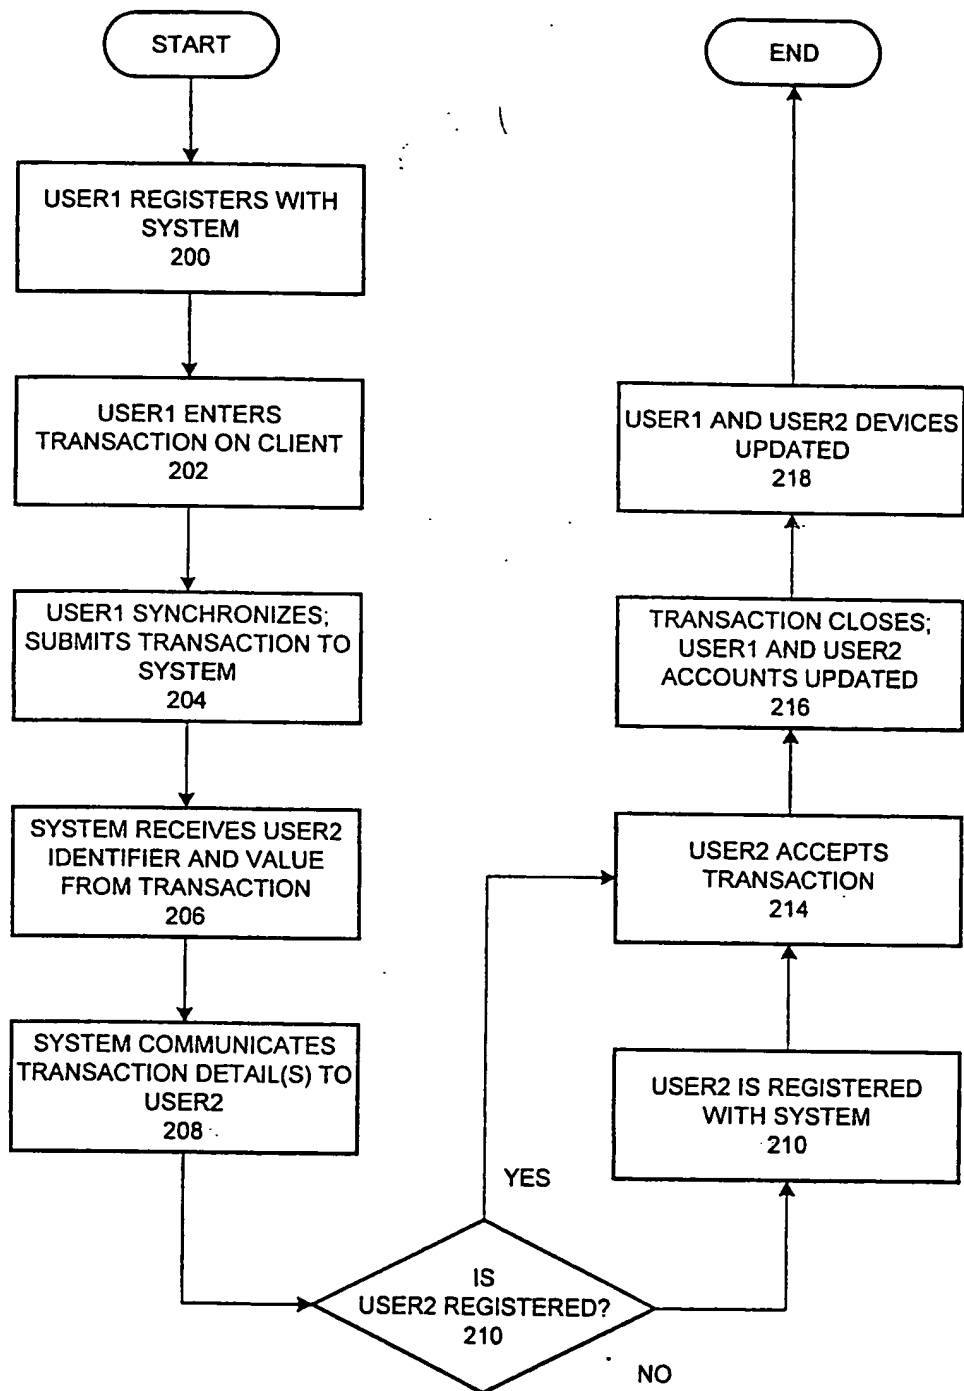 START
USER1 REGISTERS WITH
SYSTEM
200
USER1 ENTERS
TRANSACTION ON CLIENT
202
USER1 SYNCHRONIZES;
SUBMITS TRANSACTION TO
SYSTEM
204
SYSTEM RECEIVES USER2
IDENTIFIER AND VALUE
FROM TRANSACTION
206
SYSTEM COMMUNICATES
TRANSACTION DETAIL(S) TO
USER2
208
IS
USER2 REGISTERED?
210
YES
NO
USER2 IS REGISTERED
WITH SYSTEM
210
USER2 ACCEPTS
TRANSACTION
214
TRANSACTION CLOSES;
USER1 AND USER2
ACCOUNTS UPDATED
216
USER1 AND USER2 DEVICES
UPDATED
218
END